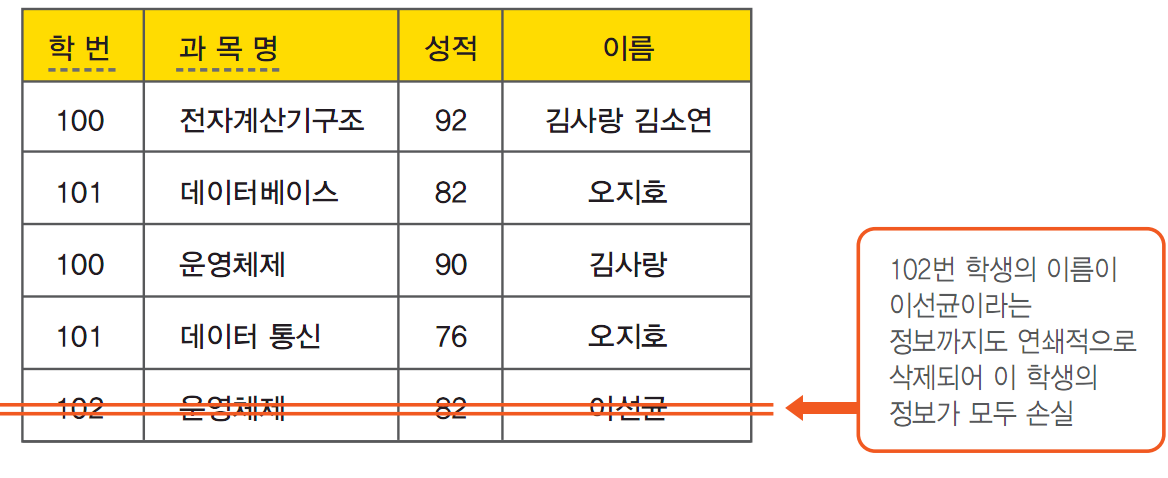 학 번 과 목 명 성적 이름
100 전자계산기구조 92 김사랑 김소연
101 데이터베이스 82 오지호
100 운영체제 90 김사랑
101 데이터 통신 76 오지호
102 운영체제 82 이선균
102번 학생의 이름이
이선균이라는
정보까지도 연쇄적으로
삭제되어 이 학생의
정보가 모두 손실